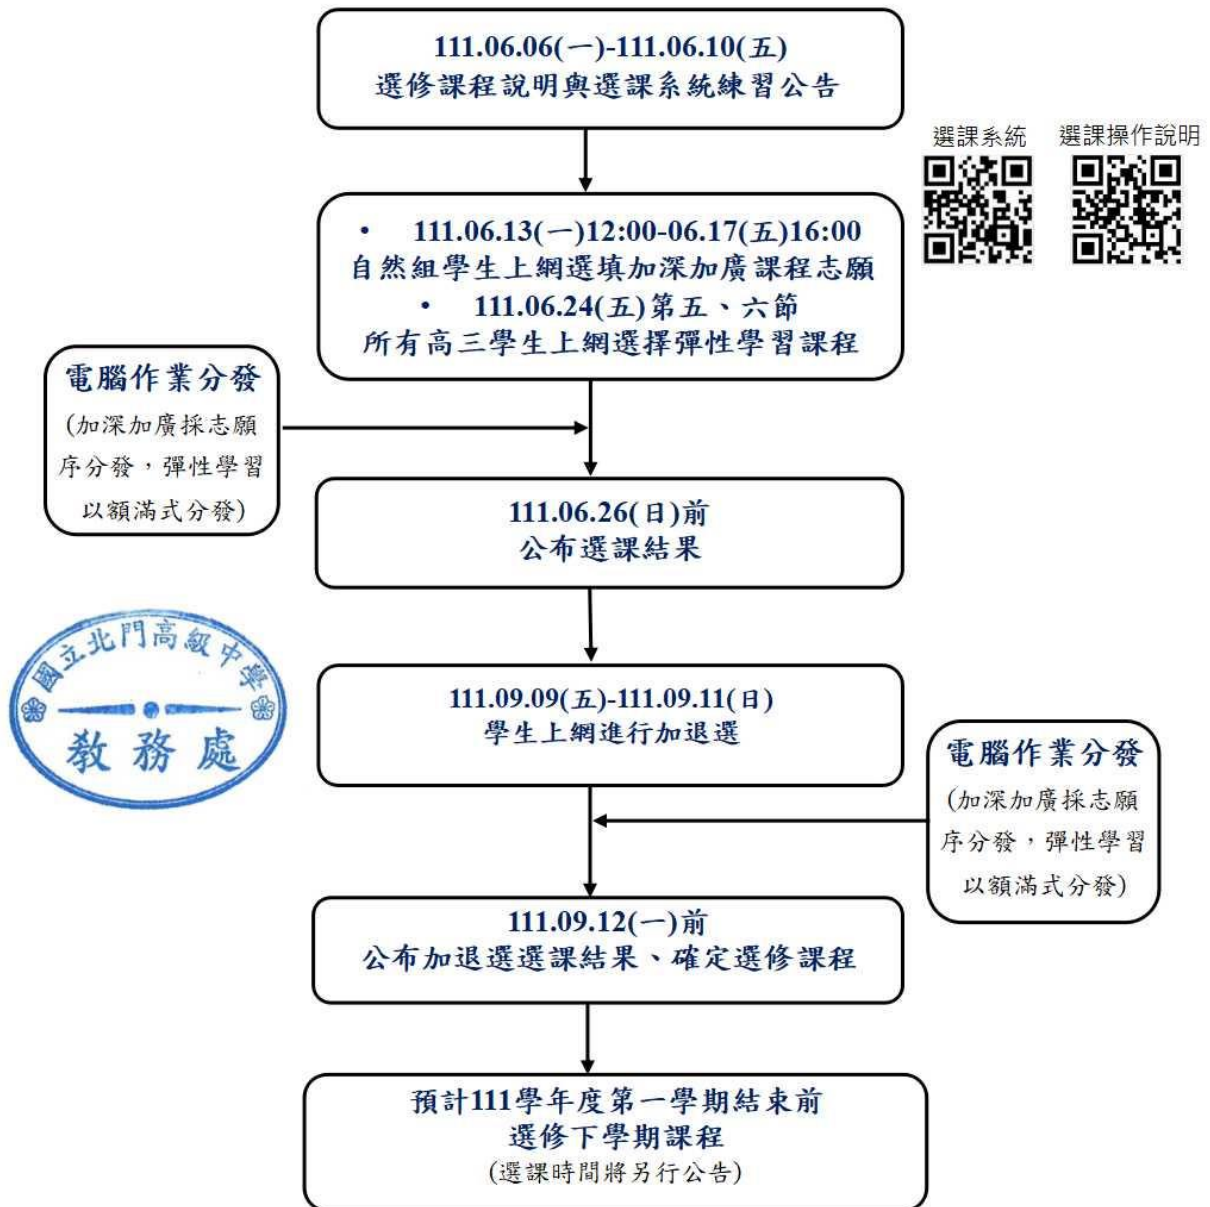 111.06.06(一)-111.06.10(五)
選修課程說明與選課系統練習公告
選課系統
選課操作說明
• 111.06.13(一)12:00-06.17(五)16:00
自然組學生上網選填加深加廣課程志願
• 111.06.24(五)第五、六節
所有高三學生上網選擇彈性學習課程
電腦作業分發
(加深加廣採志願
序分發，彈性學習
以額滿式分發)
111.06.26(日)前
公布選課結果
國立北門高級中學
教務處
111.09.09(五)-111.09.11(日)
學生上網進行加退選
電腦作業分發
(加深加廣採志願
序分發，彈性學習
以額滿式分發)
111.09.12(一)前
公布加退選選課結果、確定選修課程
預計111學年度第一學期結束前
選修下學期課程
(選課時間將另行公告)